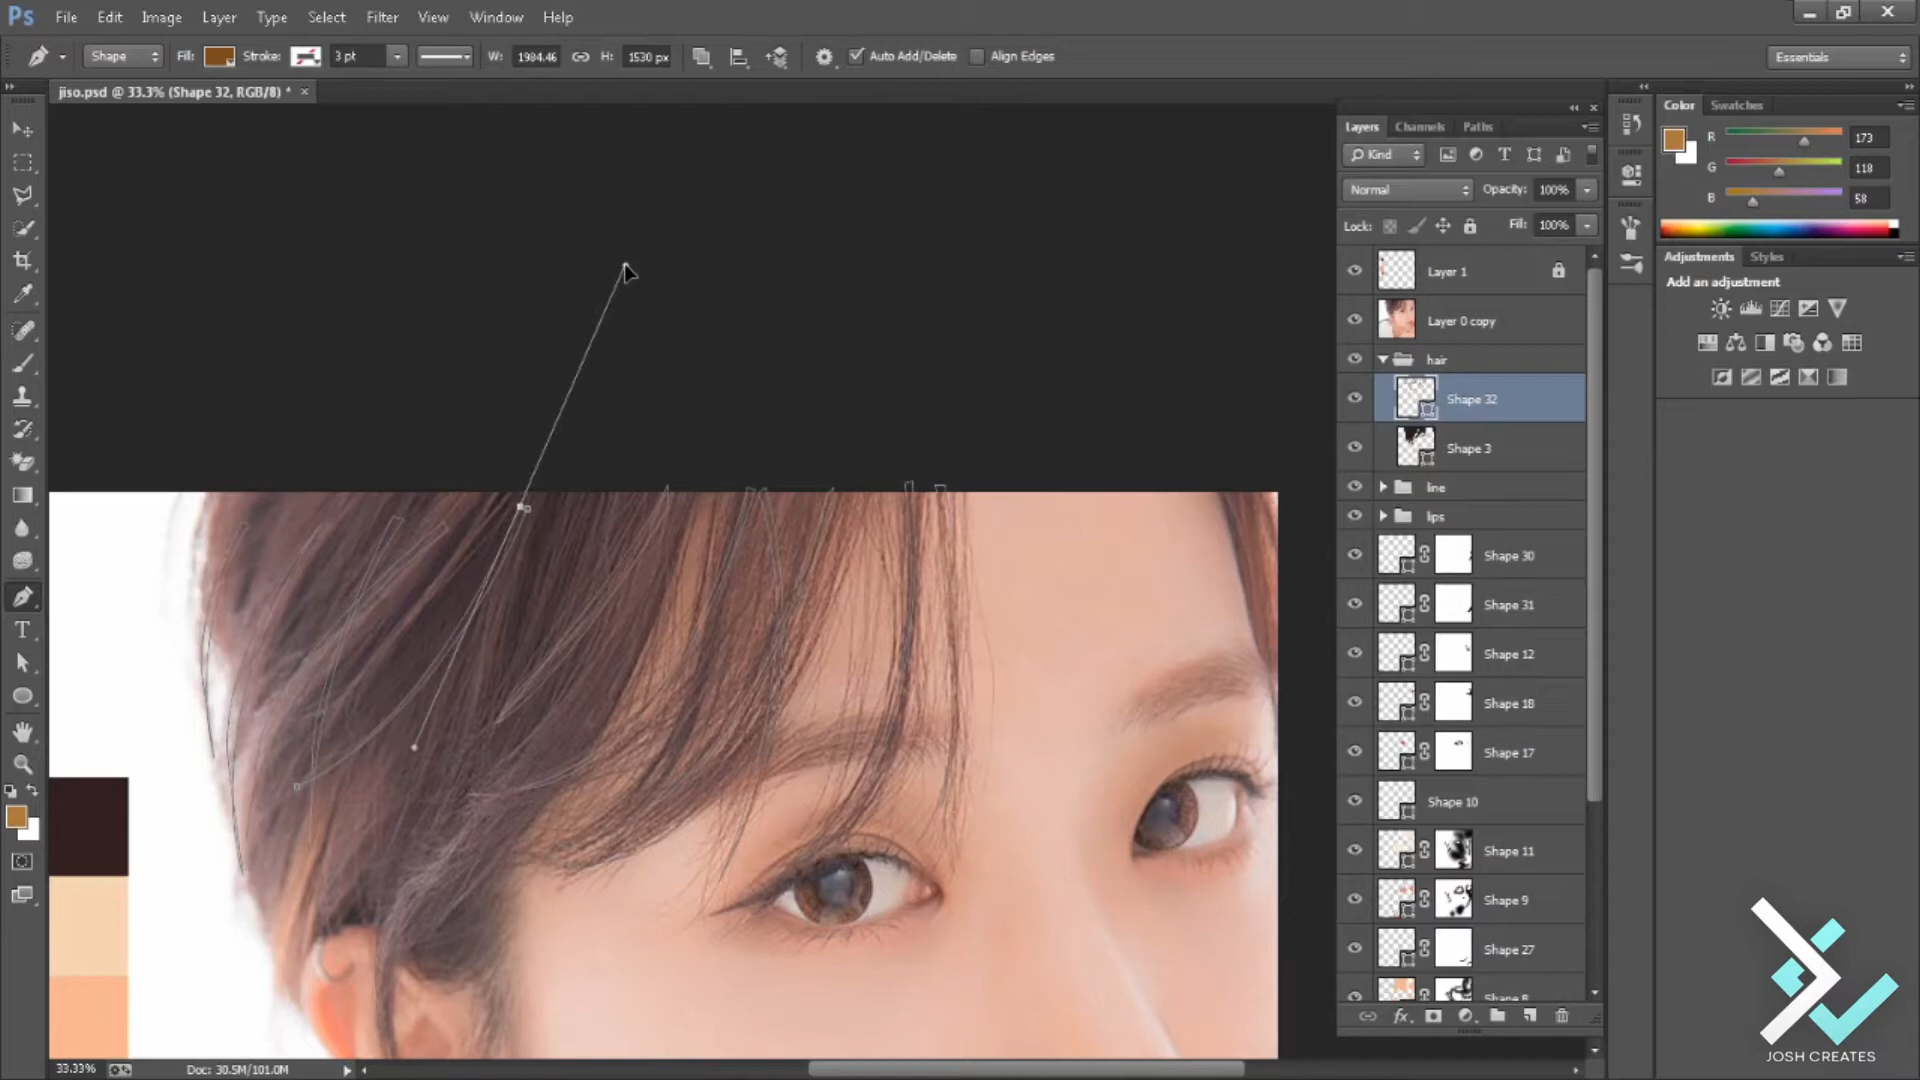 Ps File Edit Image Layer Type Select Filter View Window Help
Shape Fill: Stroke: 3 pt W: 1984.46 H: 1530 px Auto Add/Delete Align Edges Essentials
jiso.psd @ 33.3% (Shape 32, RGB/8) *
Layers Channels Paths
Kind
Normal Opacity: 100%
Lock: Fill: 100%
Layer 1
Layer 0 copy
hair
Shape 32
Shape 3
line
lips
Shape 30
Shape 31
Shape 12
Shape 18
Shape 17
Shape 10
Shape 11
Shape 9
Shape 27
Shape 8
Color Swatches
R 173
G 118
B 58
Adjustments Styles
Add an adjustment
33.33% Doc: 30.5M/101.0M
JOSH CREATES